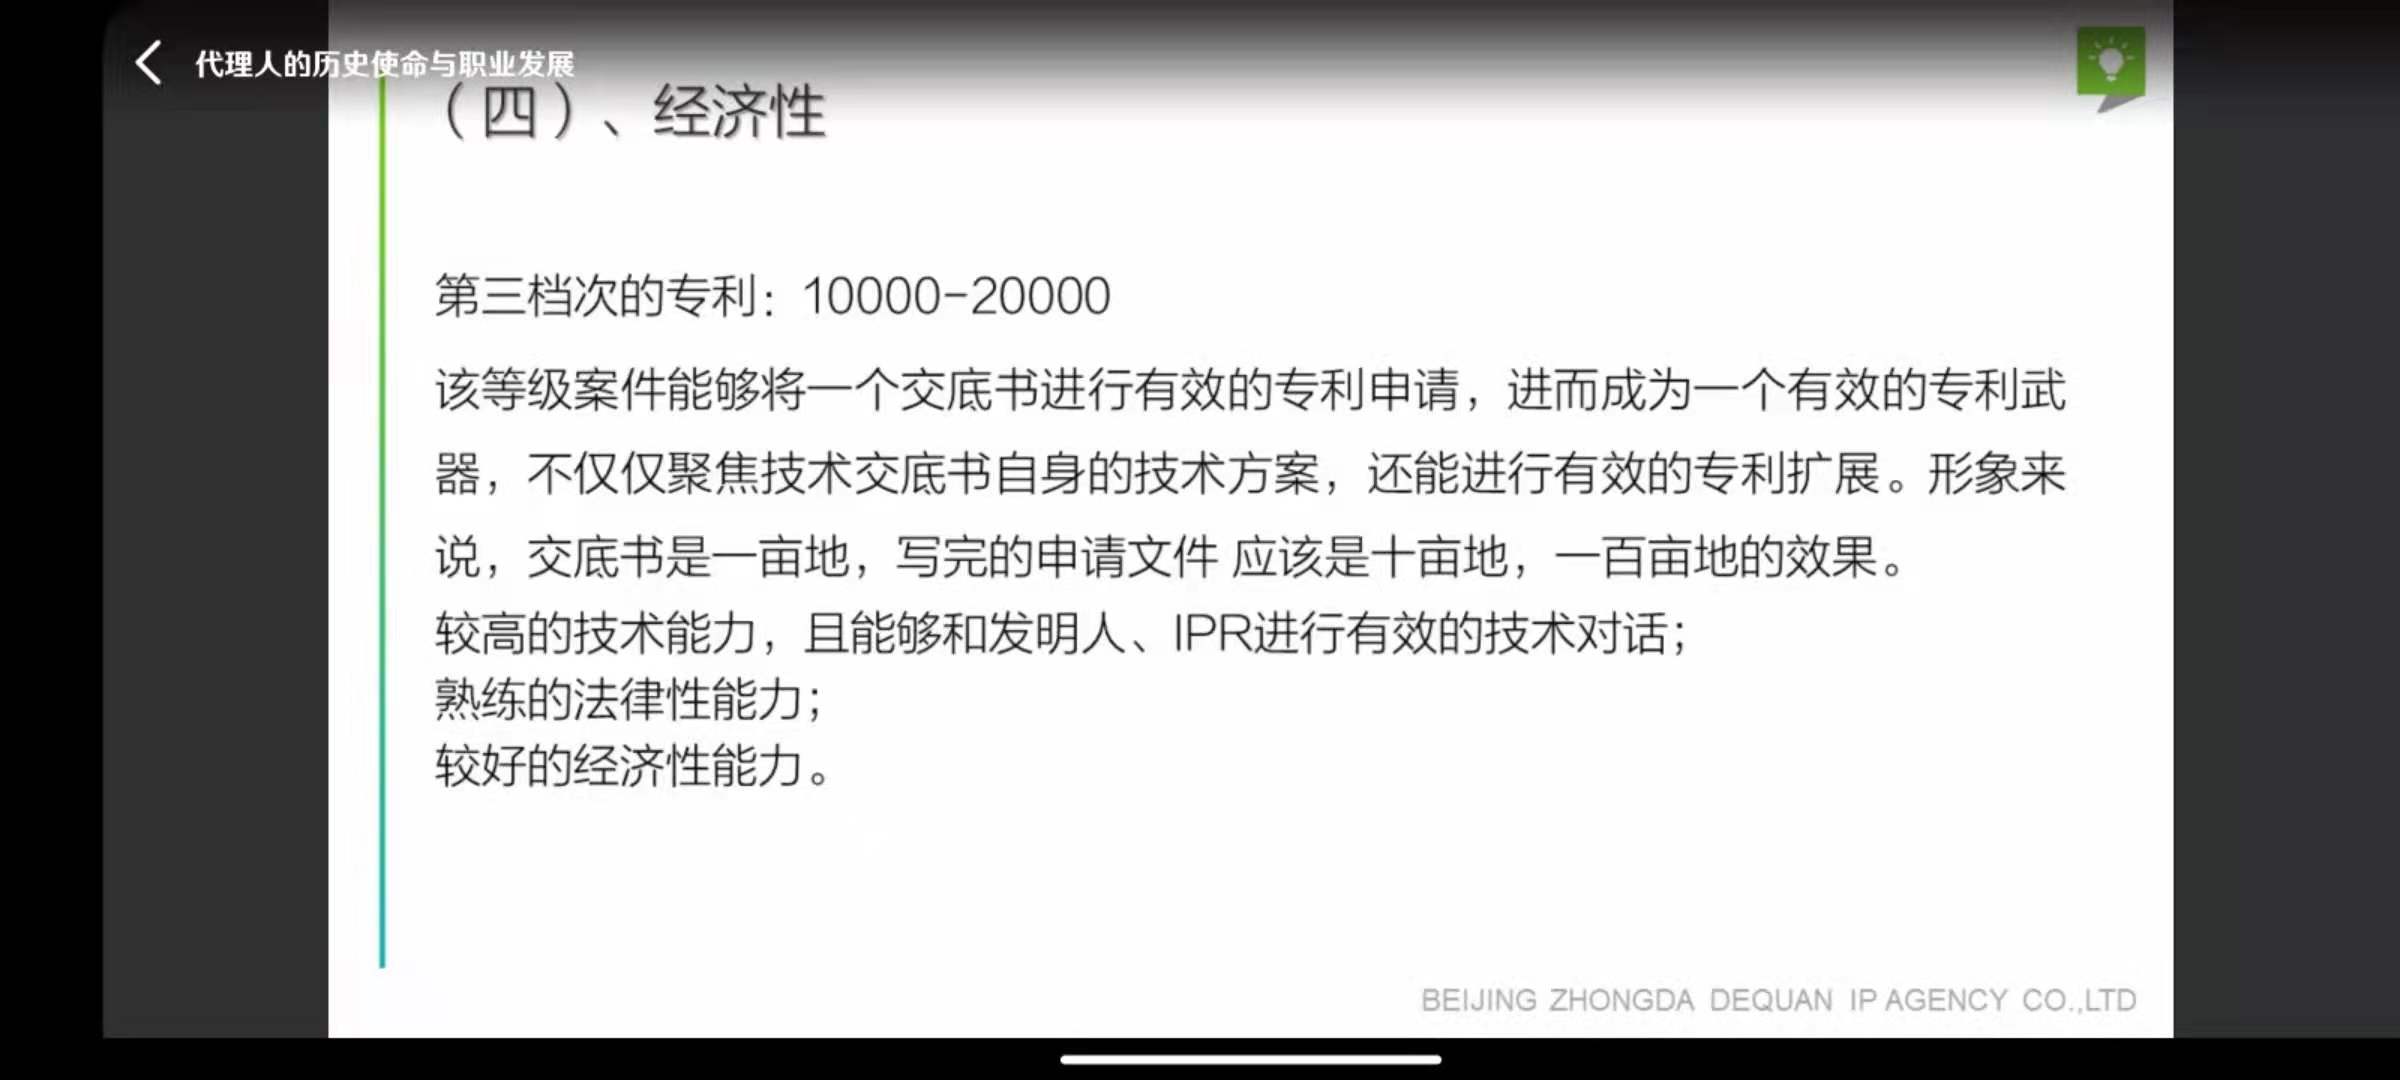 代理人的历史使命与职业发展
（四）、经济性
第三档次的专利：10000-20000
该等级案件能够将一个交底书进行有效的专利申请，进而成为一个有效的专利武
器，不仅仅聚焦技术交底书自身的技术方案，还能进行有效的专利扩展。形象来
说，交底书是一亩地，写完的申请文件 应该是十亩地，一百亩地的效果。
较高的技术能力，且能够和发明人、IPR进行有效的技术对话；
熟练的法律性能力；
较好的经济性能力。
BEIJING ZHONGDA DEQUAN IP AGENCY CO.,LTD